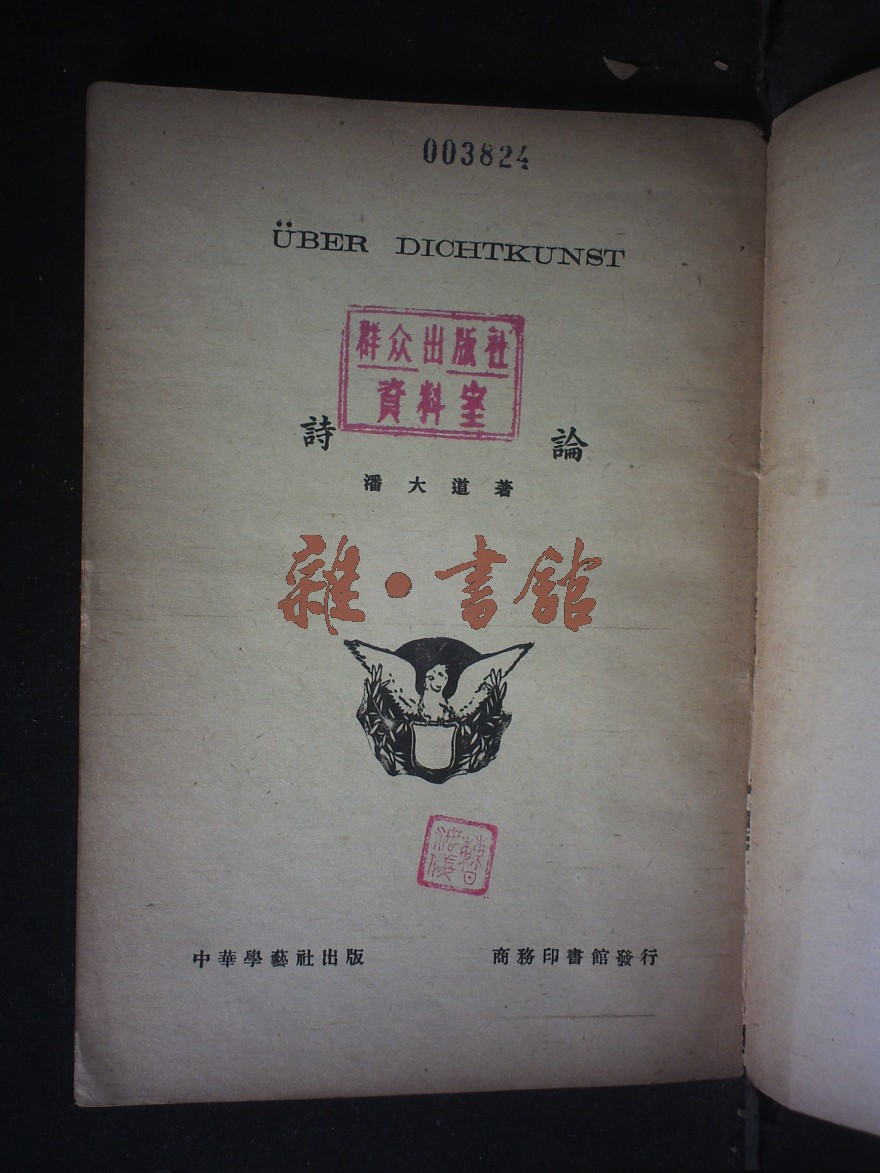 003824
ÜBER DICHTKUNST
群众出版社
資料室
詩 論
潘大道著
雜·書館
中華學藝社出版 商務印書館發行